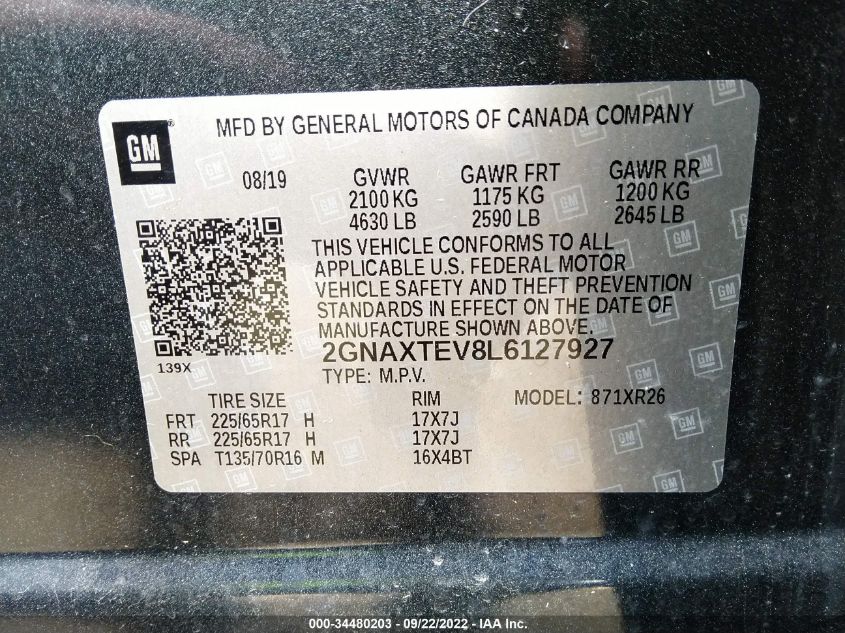 MFD BY GENERAL MOTORS OF CANADA COMPANY
GM
08/19 GVWR GAWR FRT GAWR RR
2100 KG 1175 KG 1200 KG
4630 LB 2590 LB 2645 LB
THIS VEHICLE CONFORMS TO ALL
APPLICABLE U.S. FEDERAL MOTOR
VEHICLE SAFETY AND THEFT PREVENTION
STANDARDS IN EFFECT ON THE DATE OF
MANUFACTURE SHOWN ABOVE.
139X
2GNAXTEV8L6127927
TYPE: M.P.V.
TIRE SIZE RIM MODEL: 871XR26
FRT 225/65R17 H 17X7J
RR 225/65R17 H 17X7J
SPA T135/70R16 M 16X4BT
000-34480203 - 09/22/2022 - IAA Inc.